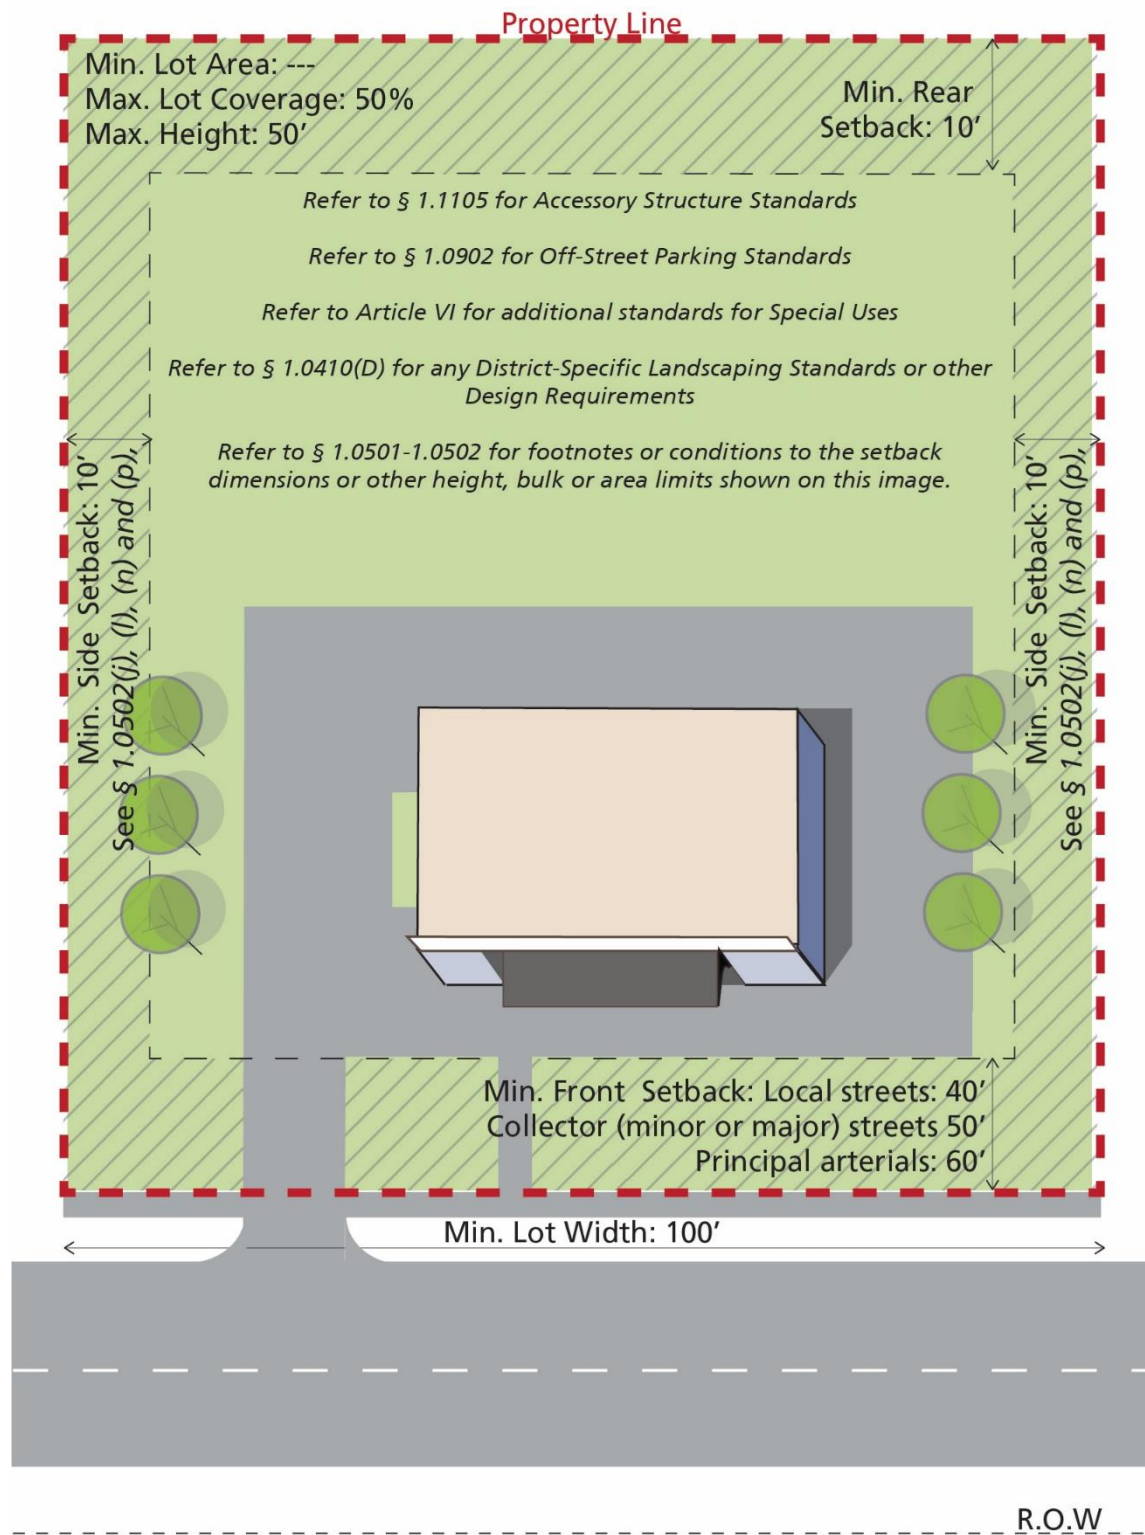 Property Line
Min. Lot Area: ---
Max. Lot Coverage: 50%
Max. Height: 50’
Min. Rear
Setback: 10’
Refer to § 1.1105 for Accessory Structure Standards
Refer to § 1.0902 for Off-Street Parking Standards
Refer to Article VI for additional standards for Special Uses
Refer to § 1.0410(D) for any District-Specific Landscaping Standards or other
Design Requirements
Refer to § 1.0501-1.0502 for footnotes or conditions to the setback
dimensions or other height, bulk or area limits shown on this image.
Min. Side Setback: 10’
See § 1.0502(j), (l), (n) and (p),
Min. Side Setback: 10’
See § 1.0502(j), (l), (n) and (p),
Min. Front Setback: Local streets: 40’
Collector (minor or major) streets 50’
Principal arterials: 60’
Min. Lot Width: 100’
R.O.W